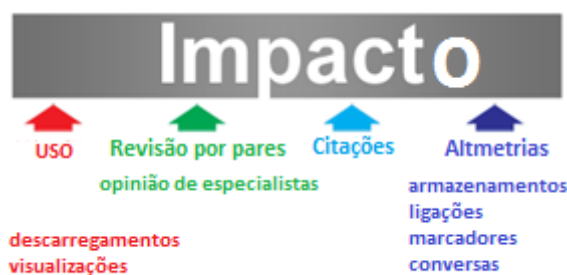 Impacto
USO
Revisão por pares
Citações
Altmetrias
opinião de especialistas
armazenamentos
ligações
marcadores
conversas
descarregamentos
visualizações